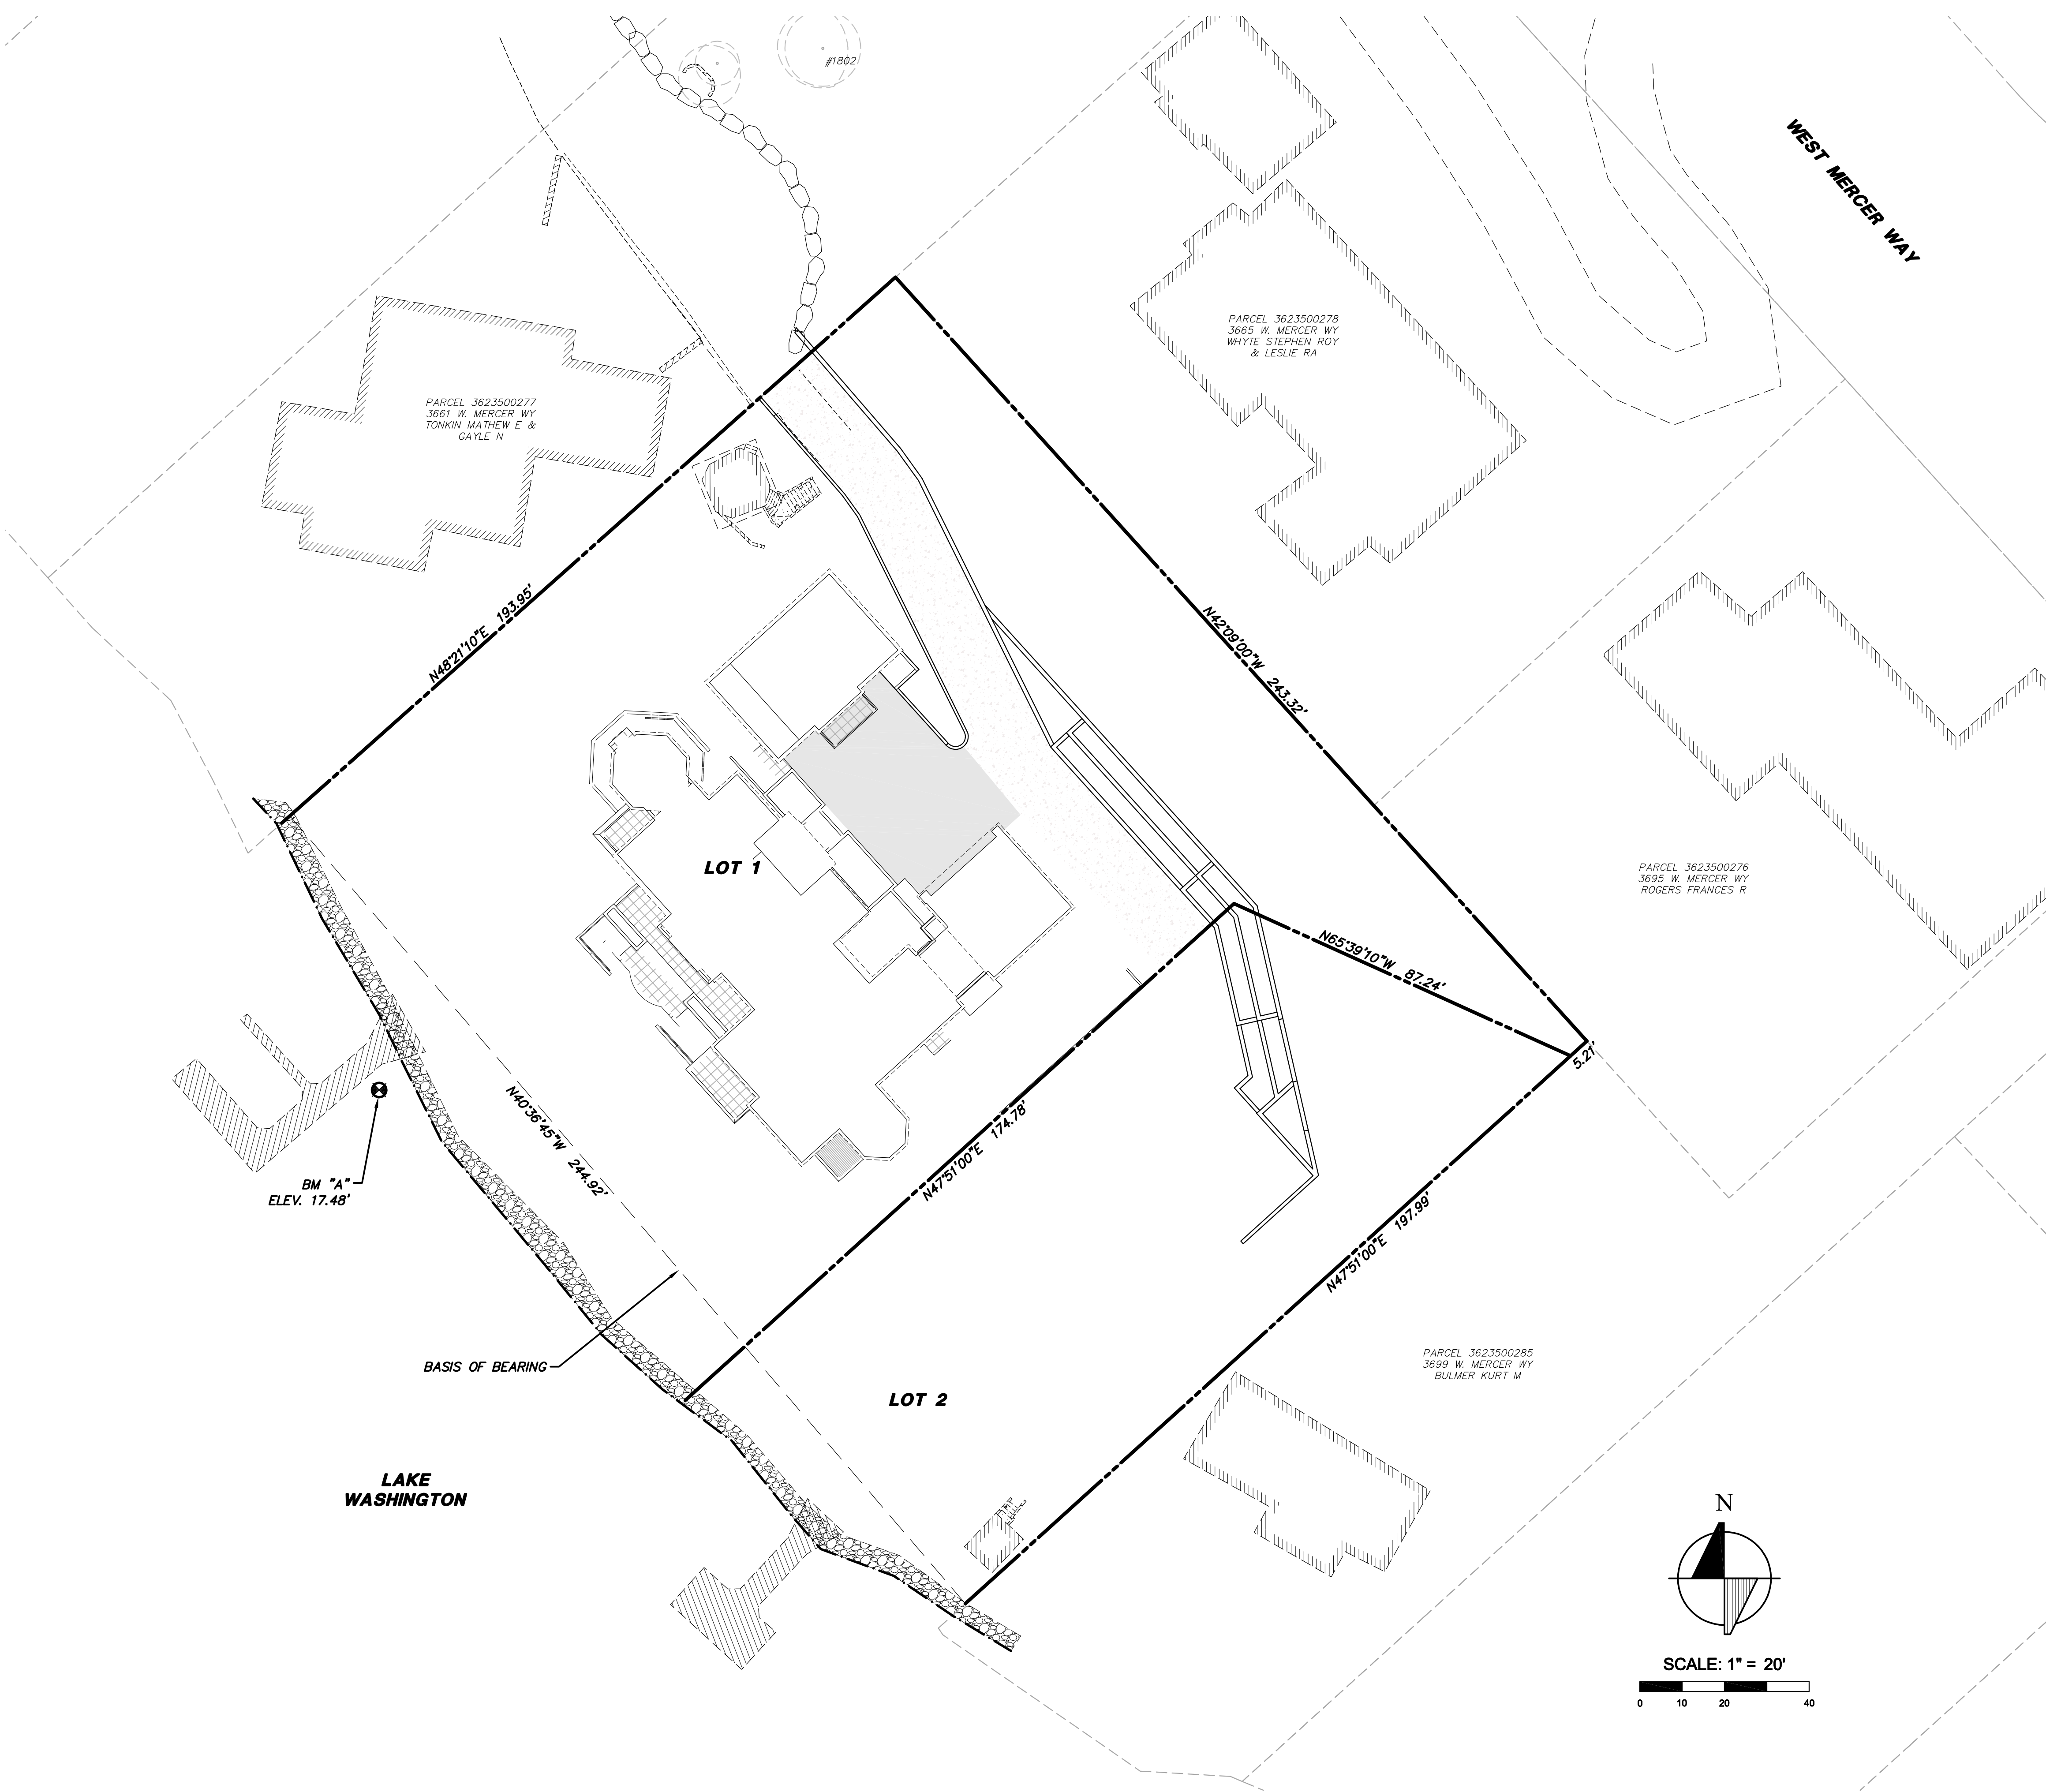 #1802
WEST MERCER WAY
PARCEL 3623500278
3665 W. MERCER WY
WHYTE STEPHEN ROY
& LESLIE RA
PARCEL 3623500277
3661 W. MERCER WY
TONKIN MATHEW E &
GAYLE N
N48°21'10"E 193.95'
N42°09'00"W 243.32'
LOT 1
PARCEL 3623500276
3695 W. MERCER WY
ROGERS FRANCES R
N65°39'10"W 87.24'
5.21'
N40°36'45"W 244.92'
N47°51'00"E 174.78'
BM "A"
ELEV. 17.48'
N47°51'00"E 197.99'
BASIS OF BEARING
PARCEL 3623500285
3699 W. MERCER WY
BULMER KURT M
LOT 2
LAKE
WASHINGTON
N
SCALE: 1" = 20'
0 10 20 40